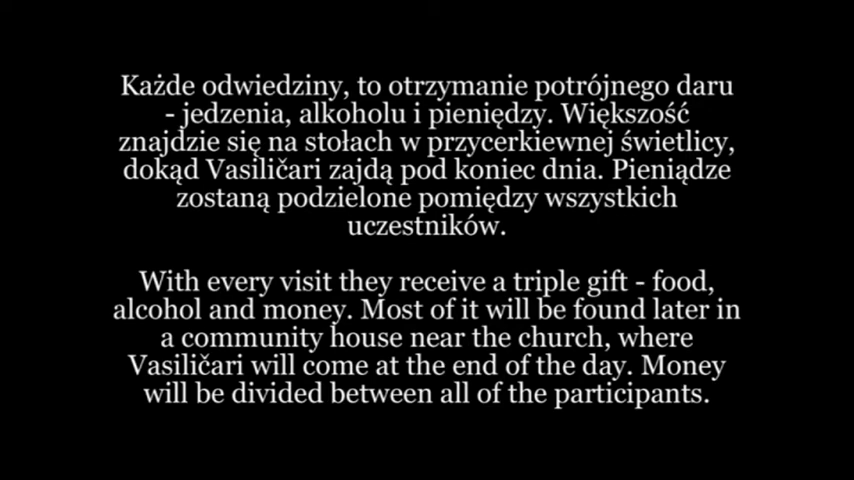 Każde odwiedziny, to otrzymanie potrójnego daru
- jedzenia, alkoholu i pieniędzy. Większość
znajdzie się na stołach w przycerkiewnej świetlicy,
dokąd Vasiličari zajdą pod koniec dnia. Pieniądze
zostaną podzielone pomiędzy wszystkich
uczestników.
With every visit they receive a triple gift - food,
alcohol and money. Most of it will be found later in
a community house near the church, where
Vasiličari will come at the end of the day. Money
will be divided between all of the participants.